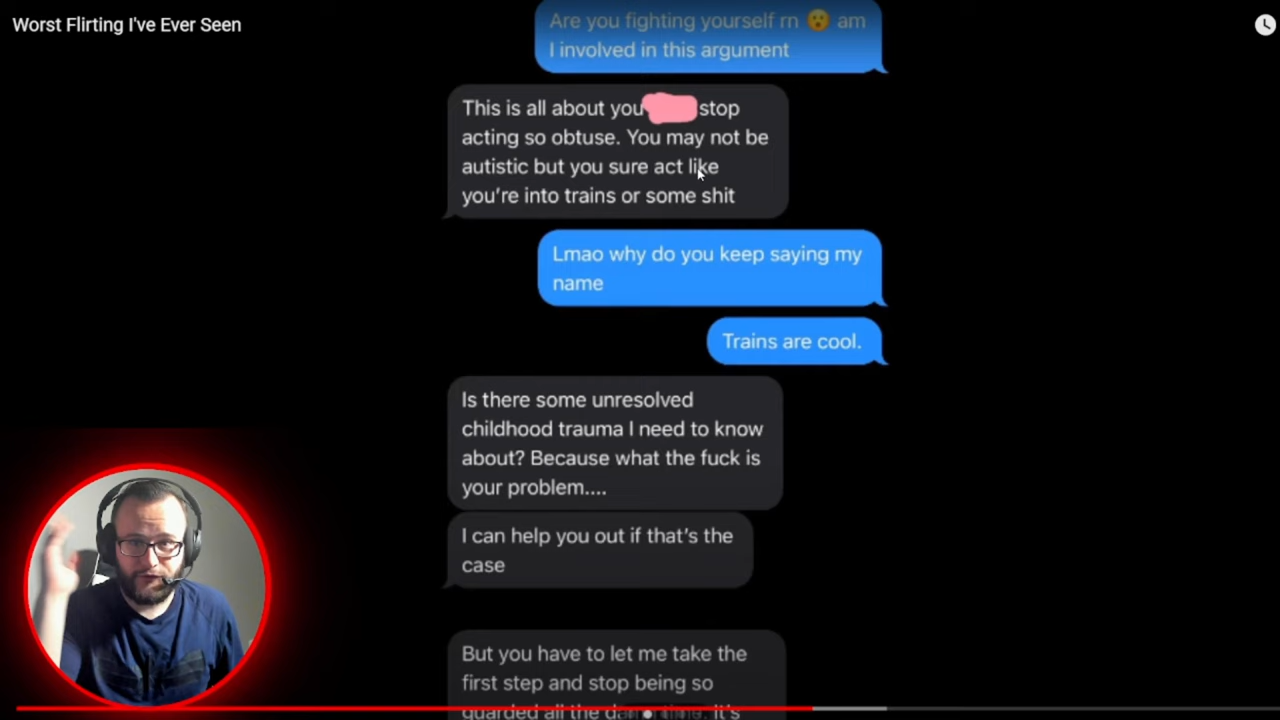 Worst Flirting I've Ever Seen
Are you fighting yourself rn 😮 am
I involved in this argument
This is all about you stop
acting so obtuse. You may not be
autistic but you sure act like
you're into trains or some shit
Lmao why do you keep saying my
name
Trains are cool.
Is there some unresolved
childhood trauma I need to know
about? Because what the fuck is
your problem....
I can help you out if that's the
case
But you have to let me take the
first step and stop being so
guarded all the time. It's